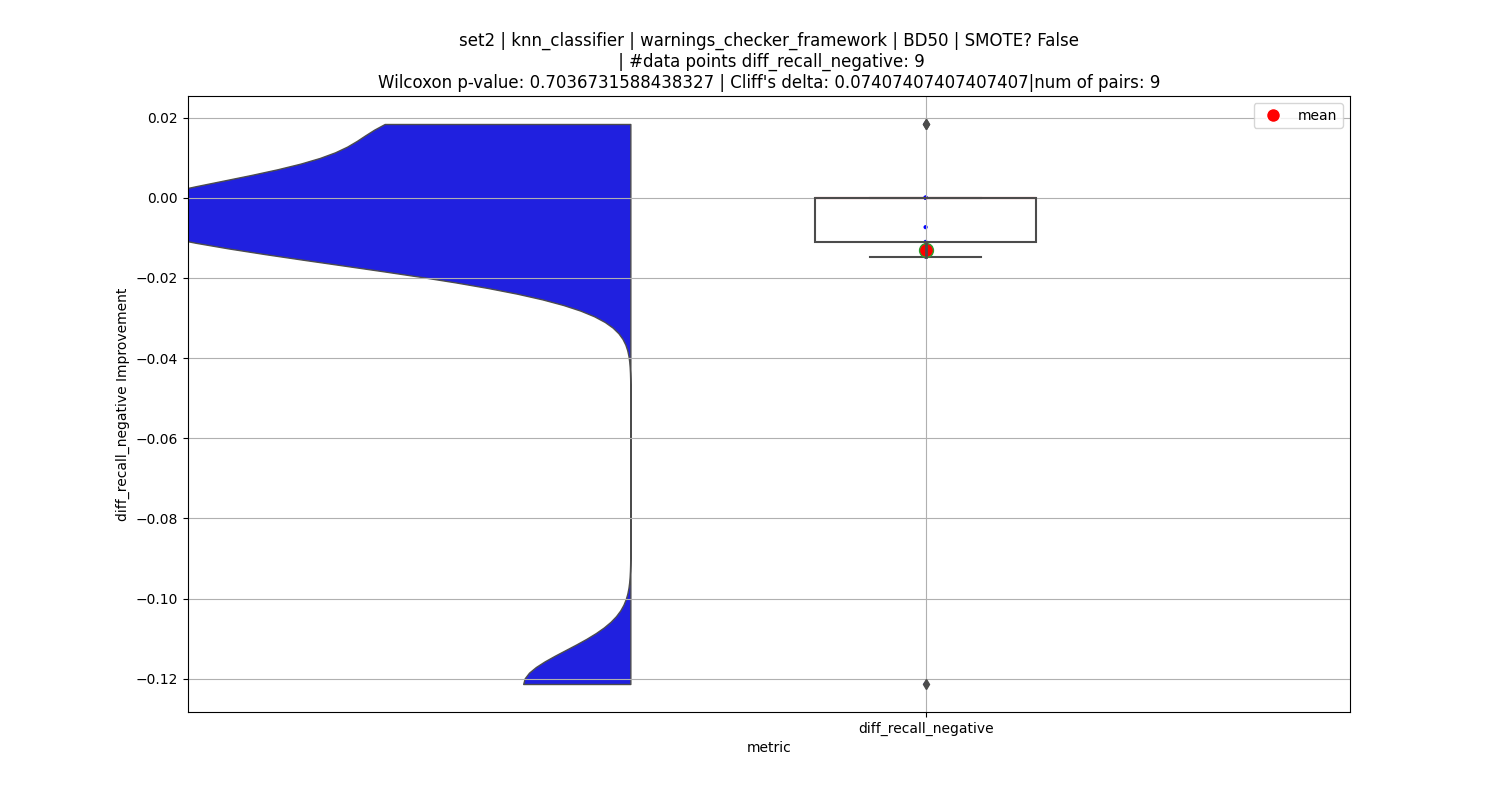 set2 | knn_classifier | warnings_checker_framework | BD50 | SMOTE? False
| #data points diff_recall_negative: 9
Wilcoxon p-value: 0.7036731588438327 | Cliff's delta: 0.07407407407407407|num of pairs: 9
mean
0.02
0.00
−0.02
−0.04
−0.06
−0.08
−0.10
−0.12
diff_recall_negative Improvement
diff_recall_negative
metric